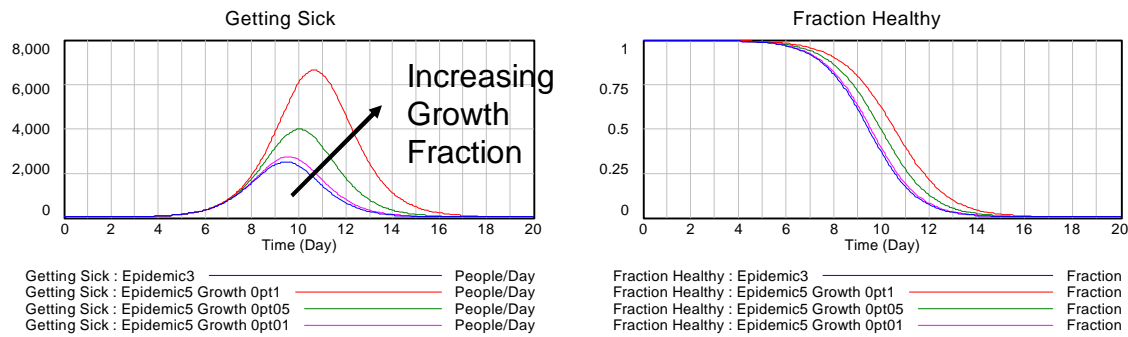 Getting Sick
8,000
6,000
4,000
2,000
0
Increasing
Growth
Fraction
0 2 4 6 8 10 12 14 16 18 20
Time (Day)
Getting Sick : Epidemic3 People/Day
Getting Sick : Epidemic5 Growth 0pt1 People/Day
Getting Sick : Epidemic5 Growth 0pt05 People/Day
Getting Sick : Epidemic5 Growth 0pt01 People/Day
Fraction Healthy
1
0.75
0.5
0.25
0
0 2 4 6 8 10 12 14 16 18 20
Time (Day)
Fraction Healthy : Epidemic3 Fraction
Fraction Healthy : Epidemic5 Growth 0pt1 Fraction
Fraction Healthy : Epidemic5 Growth 0pt05 Fraction
Fraction Healthy : Epidemic5 Growth 0pt01 Fraction